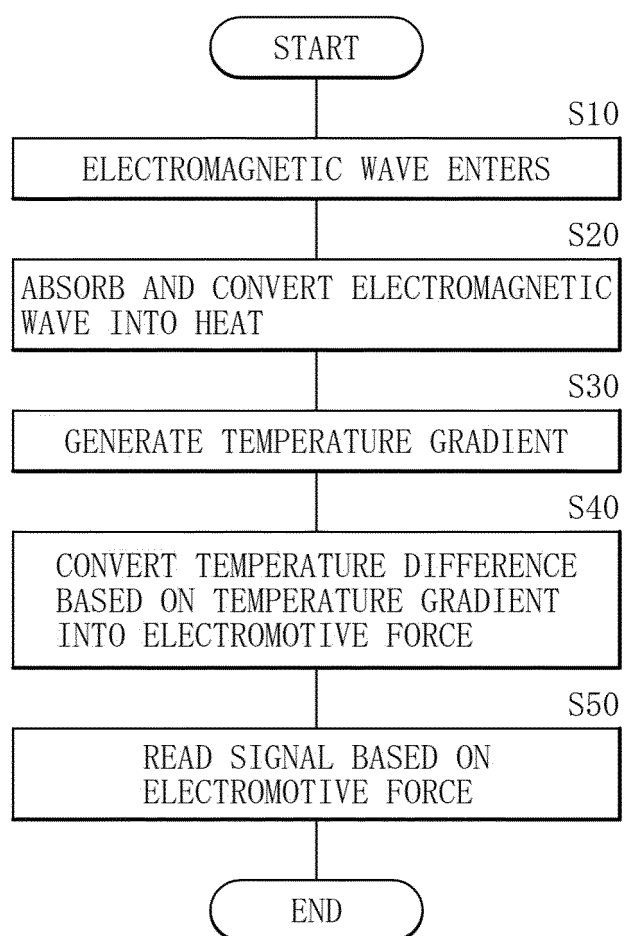 START
S10
ELECTROMAGNETIC WAVE ENTERS
S20
ABSORB AND CONVERT ELECTROMAGNETIC
WAVE INTO HEAT
S30
GENERATE TEMPERATURE GRADIENT
S40
CONVERT TEMPERATURE DIFFERENCE
BASED ON TEMPERATURE GRADIENT
INTO ELECTROMOTIVE FORCE
S50
READ SIGNAL BASED ON
ELECTROMOTIVE FORCE
END